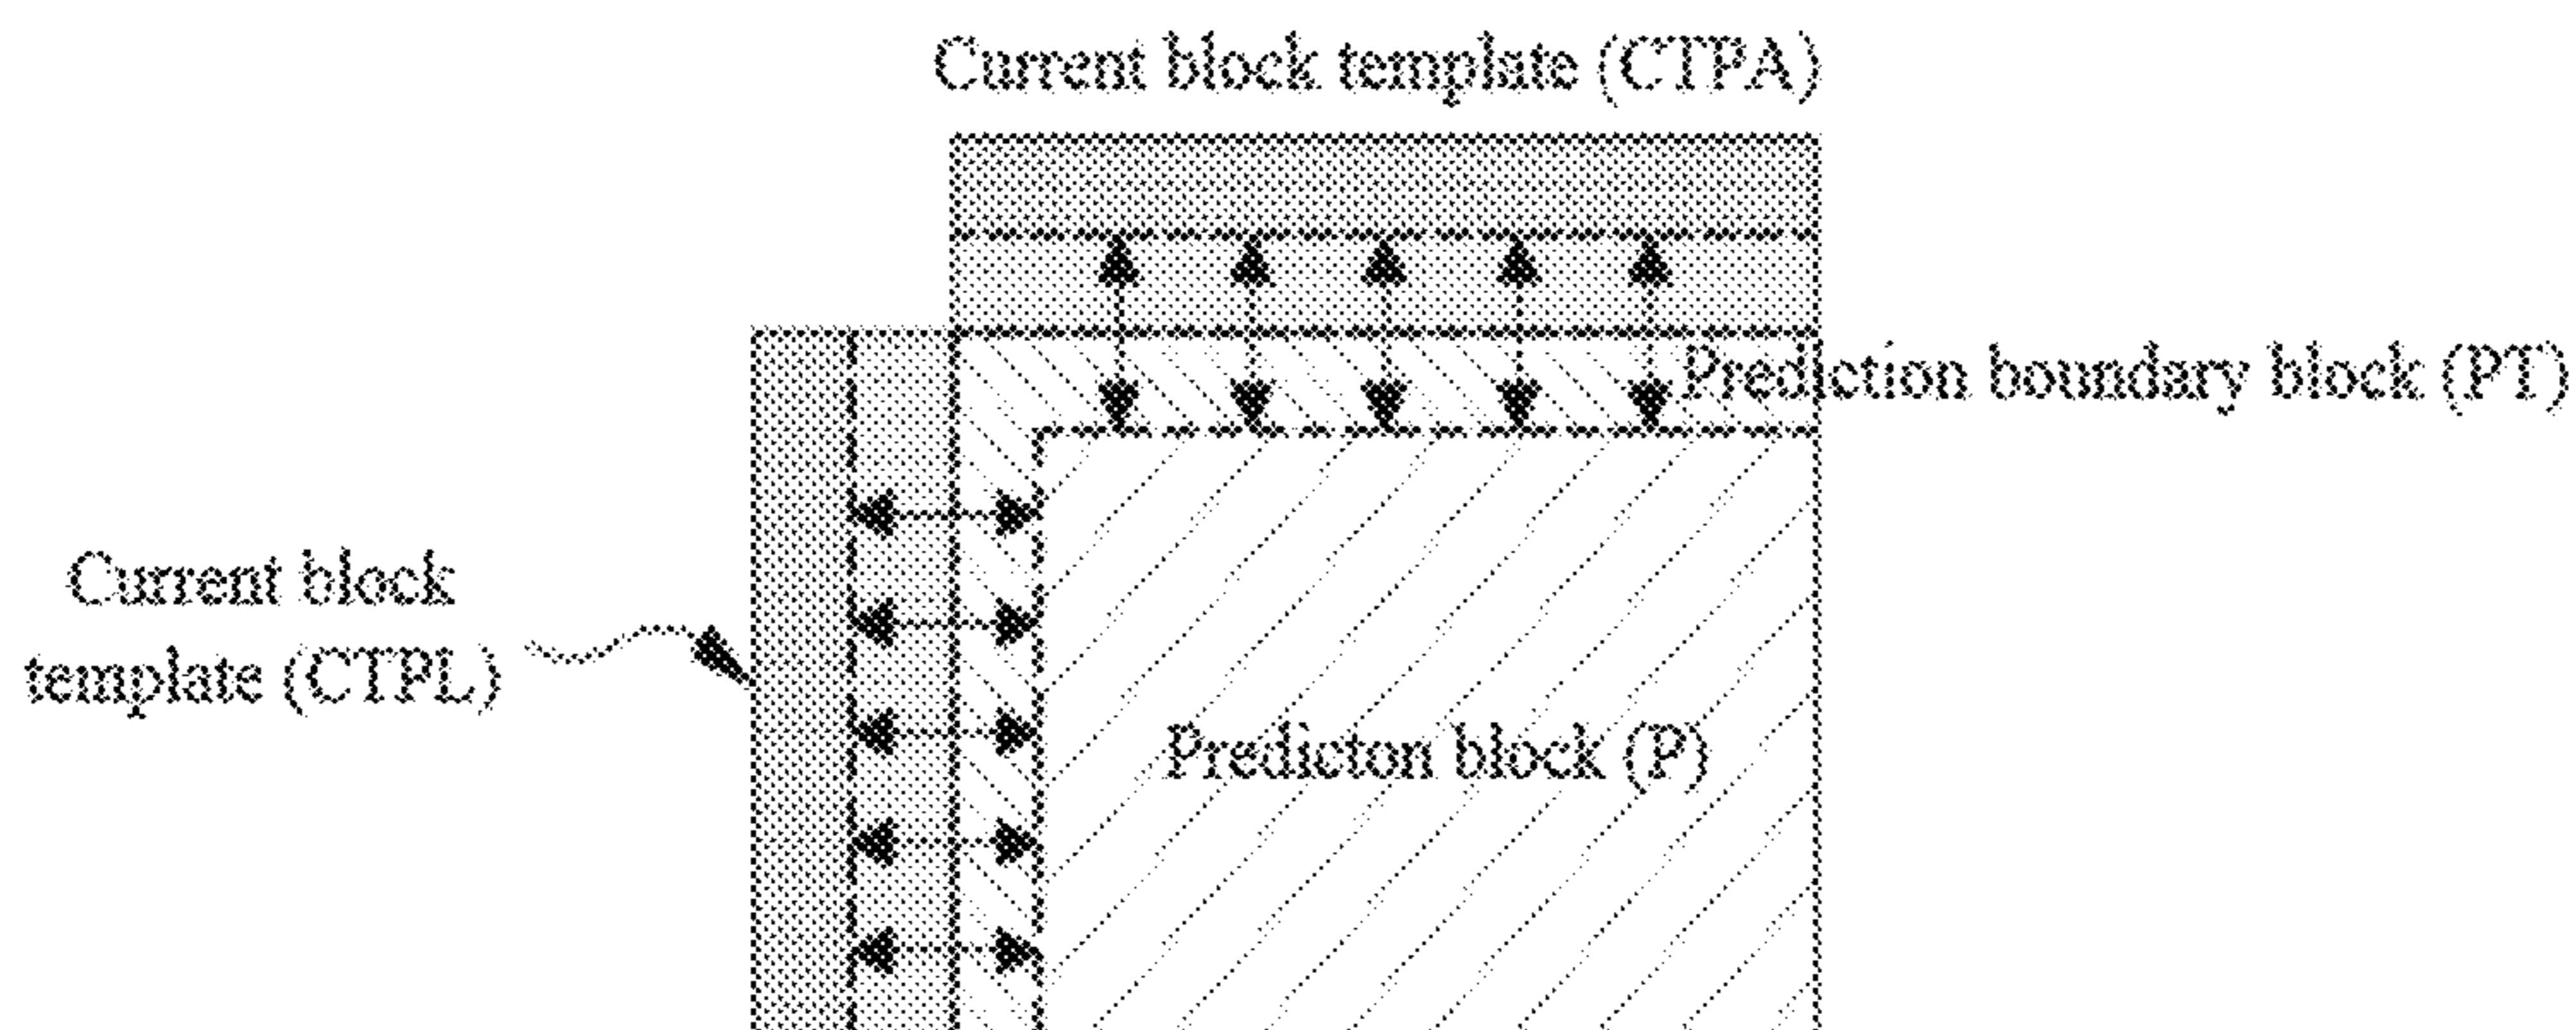 Current block template (CTPA)
Prediction boundary block (PT)
Current block
template (CTPL)
Predicton block (P)